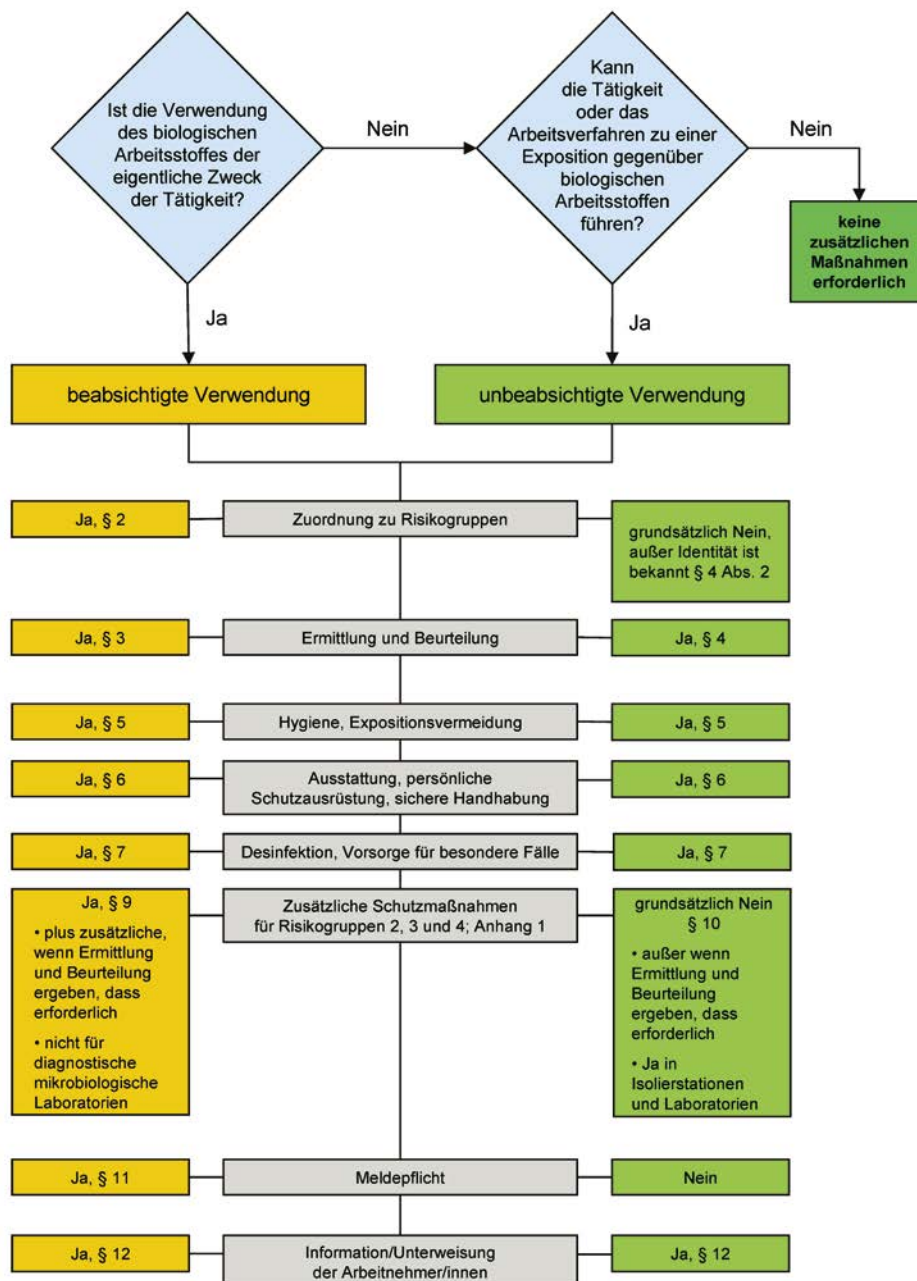 Ist die Verwendung
des biologischen
Arbeitsstoffes der
eigentliche Zweck
der Tätigkeit?
Nein
Kann
die Tätigkeit
oder das
Arbeitsverfahren zu einer
Exposition gegenüber
biologischen
Arbeitsstoffen
führen?
Nein
keine
zusätzlichen
Maßnahmen
erforderlich
Ja
Ja
beabsichtigte Verwendung
unbeabsichtigte Verwendung
Ja, § 2
Zuordnung zu Risikogruppen
grundsätzlich Nein,
außer Identität ist
bekannt § 4 Abs. 2
Ja, § 3
Ermittlung und Beurteilung
Ja, § 4
Ja, § 5
Hygiene, Expositionsvermeidung
Ja, § 5
Ja, § 6
Ausstattung, persönliche
Schutzausrüstung, sichere Handhabung
Ja, § 6
Ja, § 7
Desinfektion, Vorsorge für besondere Fälle
Ja, § 7
Ja, § 9
• plus zusätzliche,
wenn Ermittlung
und Beurteilung
ergeben, dass
erforderlich
• nicht für
diagnostische
mikrobiologische
Laboratorien
Zusätzliche Schutzmaßnahmen
für Risikogruppen 2, 3 und 4; Anhang 1
grundsätzlich Nein
§ 10
• außer wenn
Ermittlung und
Beurteilung
ergeben, dass
erforderlich
• Ja in
Isolierstationen
und Laboratorien
Ja, § 11
Meldepflicht
Nein
Ja, § 12
Information/Unterweisung
der Arbeitnehmer/innen
Ja, § 12